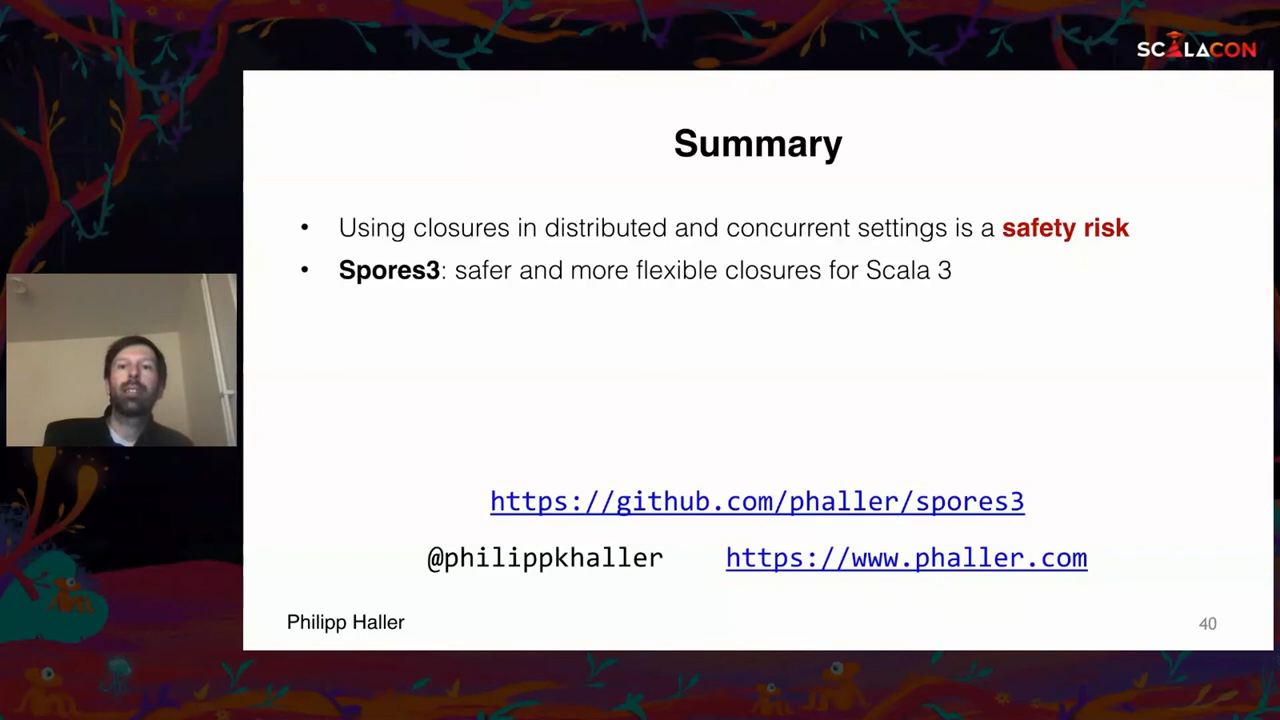 SCALACON
Summary
• Using closures in distributed and concurrent settings is a safety risk
• Spores3: safer and more flexible closures for Scala 3
https://github.com/phaller/spores3
@philippkhaller https://www.phaller.com
Philipp Haller 40